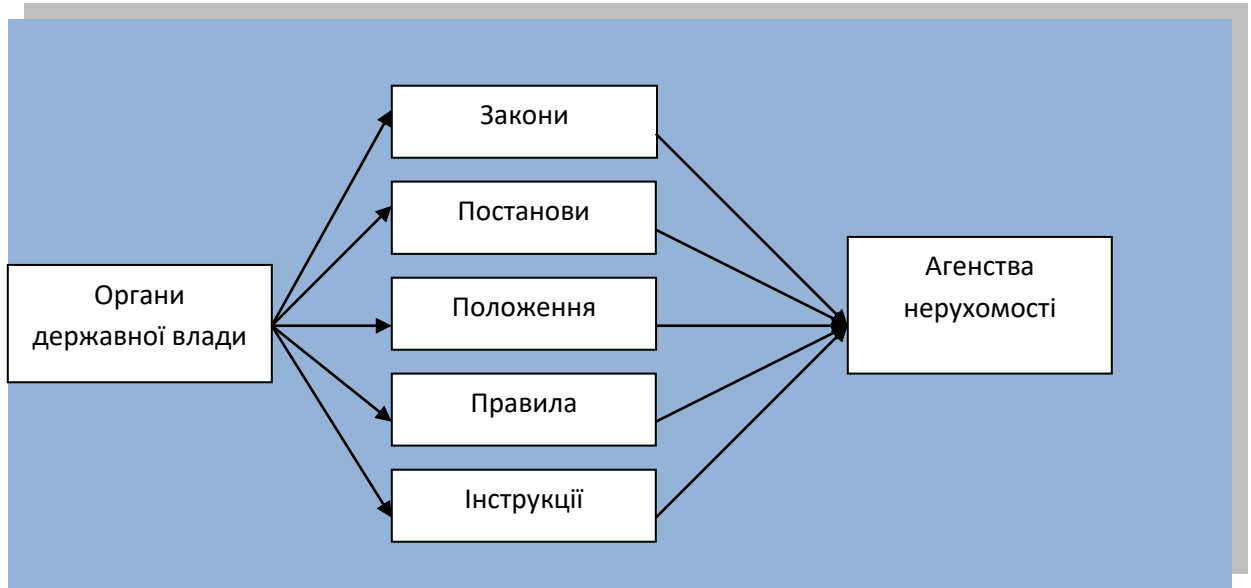 Закони
Постанови
Положення
Правила
Інструкції
Органи
державної влади
Агенства
нерухомості